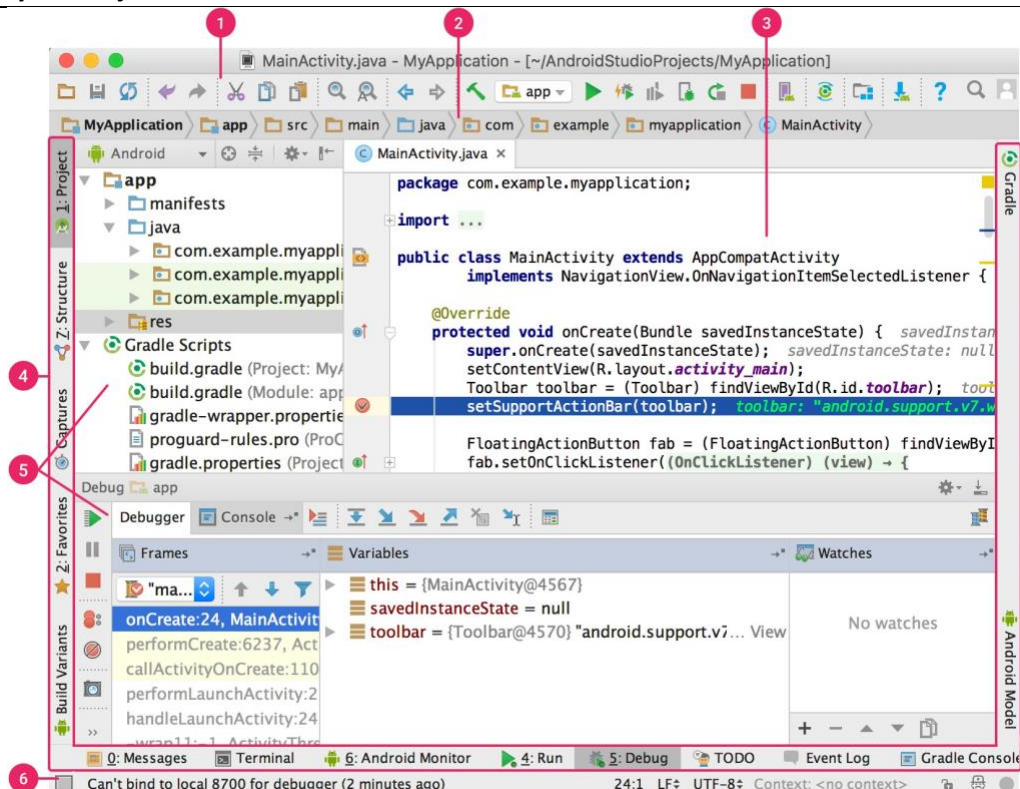 1 2 3
MainActivity.java - MyApplication - [~/AndroidStudioProjects/MyApplication]
app
MyApplication app src main java com example myapplication MainActivity
1: Project
Z: Structure
Captures
2: Favorites
Build Variants
4
5
6
Android
app
manifests
java
com.example.myappli
com.example.myappli
com.example.myappli
res
Gradle Scripts
build.gradle (Project: MyA
build.gradle (Module: app
gradle-wrapper.propertie
proguard-rules.pro (ProC
gradle.properties (Project
MainActivity.java
package com.example.myapplication;
import ...
public class MainActivity extends AppCompatActivity
implements NavigationView.OnNavigationItemSelectedListener {
@Override
protected void onCreate(Bundle savedInstanceState) { savedInstan
super.onCreate(savedInstanceState); savedInstanceState: null
setContentView(R.layout.activity_main);
Toolbar toolbar = (Toolbar) findViewById(R.id.toolbar); tool
setSupportActionBar(toolbar); toolbar: "android.support.v7.w
FloatingActionButton fab = (FloatingActionButton) findViewByI
fab.setOnClickListener((OnClickListener) (view) → {
Gradle
Android Model
Debug app
Debugger Console
Frames Variables Watches
"ma...
onCreate:24, MainActivit
performCreate:6237, Act
callActivityOnCreate:110
performLaunchActivity:2
handleLaunchActivity:24
-wrap11:-1, ActivityThre
this = {MainActivity@4567}
savedInstanceState = null
toolbar = {Toolbar@4570} "android.support.v7... View
No watches
0: Messages Terminal 6: Android Monitor 4: Run 5: Debug TODO Event Log Gradle Console
Can't bind to local 8700 for debugger (2 minutes ago) 24:1 LF UTF-8 Context: <no context>